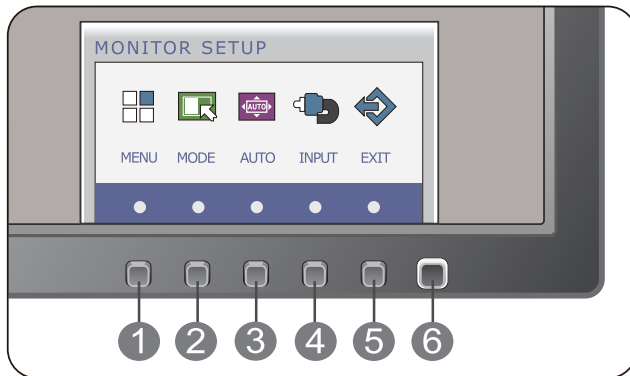 MONITOR SETUP
AUTO
MENU MODE AUTO INPUT EXIT
1 2 3 4 5 6